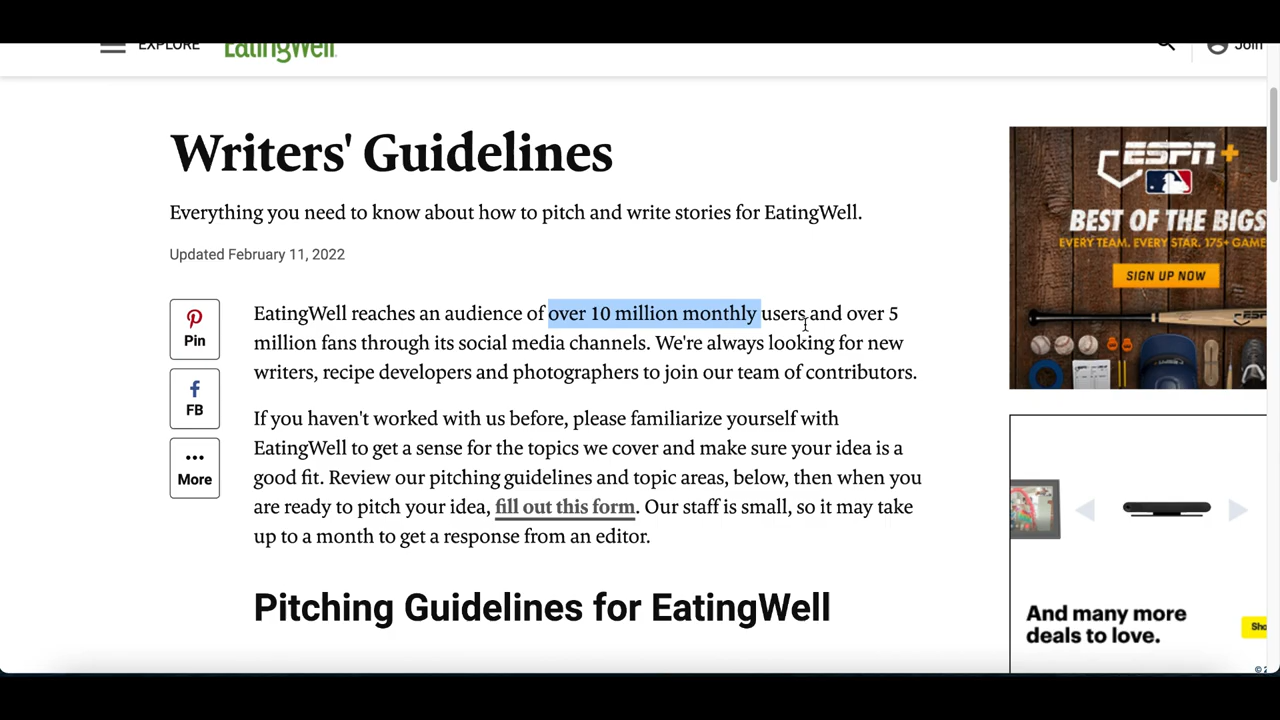 EXPLORE
EatingWell
Join
Writers' Guidelines
Everything you need to know about how to pitch and write stories for EatingWell.
Updated February 11, 2022
Pin
FB
More
EatingWell reaches an audience of over 10 million monthly users and over 5
million fans through its social media channels. We're always looking for new
writers, recipe developers and photographers to join our team of contributors.
If you haven't worked with us before, please familiarize yourself with
EatingWell to get a sense for the topics we cover and make sure your idea is a
good fit. Review our pitching guidelines and topic areas, below, then when you
are ready to pitch your idea, fill out this form. Our staff is small, so it may take
up to a month to get a response from an editor.
Pitching Guidelines for EatingWell
ESPN+
MLB
BEST OF THE BIGS
EVERY TEAM. EVERY STAR. 175+ GAME
SIGN UP NOW
And many more
deals to love.
Sho